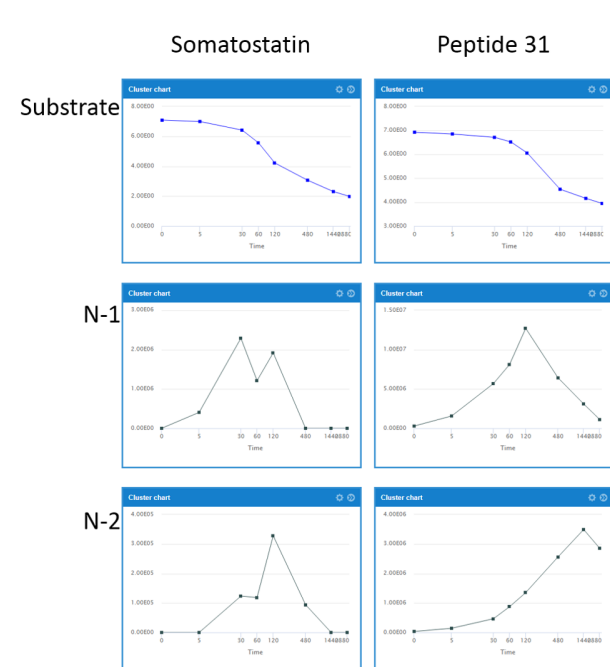 Somatostatin Peptide 31
Substrate
Cluster chart
8.00E00
6.00E00
4.00E00
2.00E00
0.00E00
0 5 30 60 120 480
Time
Cluster chart
8.00E00
7.00E00
6.00E00
5.00E00
4.00E00
3.00E00
0 5 30 60 120 480
Time
N-1
Cluster chart
3.00E06
2.00E06
1.00E06
0.00E00
0 5 30 60 120 480
Time
Cluster chart
1.50E07
1.00E07
5.00E06
0.00E00
0 5 30 60 120 480
Time
N-2
Cluster chart
4.00E05
3.00E05
2.00E05
1.00E05
0.00E00
0 5 30 60 120 480
Time
Cluster chart
4.00E06
3.00E06
2.00E06
1.00E06
0.00E00
0 5 30 60 120 480
Time